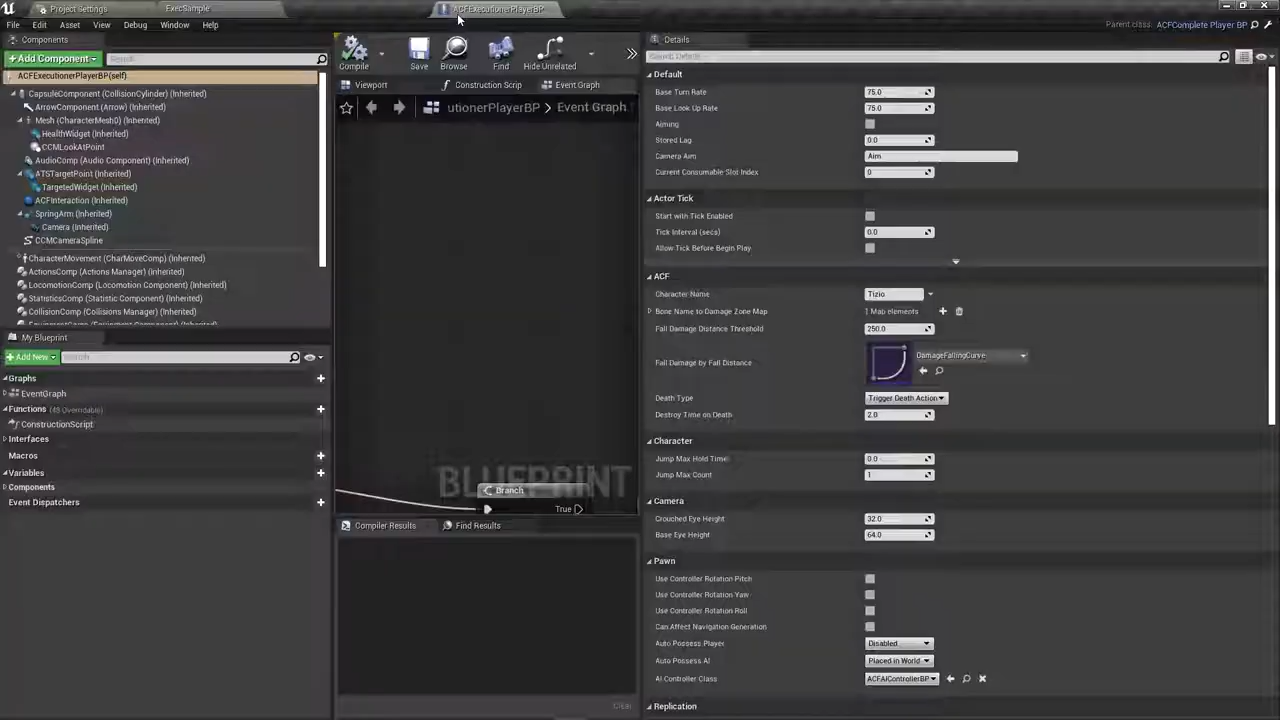 Project Settings
ExecSample
ACFExecutionerPlayerBP
File Edit Asset View Debug Window Help
Parent class: ACFComplete Player BP
Components
+Add Component
Search
ACFExecutionerPlayerBP(self)
CapsuleComponent (CollisionCylinder) (Inherited)
ArrowComponent (Arrow) (Inherited)
Mesh (CharacterMesh0) (Inherited)
HealthWidget (Inherited)
CCMLookAtPoint
AudioComp (Audio Component) (Inherited)
ATSTargetPoint (Inherited)
TargetedWidget (Inherited)
ACFInteraction (Inherited)
SpringArm (Inherited)
Camera (Inherited)
CCMCameraSpline
CharacterMovement (CharMoveComp) (Inherited)
ActionsComp (Actions Manager) (Inherited)
LocomotionComp (Locomotion Component) (Inherited)
StatisticsComp (Statistic Component) (Inherited)
CollisionComp (Collisions Manager) (Inherited)
My Blueprint
+Add New
Search
Graphs
EventGraph
Functions (48 Overridable)
ConstructionScript
Interfaces
Macros
Variables
Components
Event Dispatchers
Compile
Save
Browse
Find
Hide Unrelated
Viewport
Construction Scrip
Event Graph
utionerPlayerBP > Event Graph
BLUEPRINT
Branch
True
Compiler Results
Find Results
Clear
Details
Search Details
Default
Base Turn Rate 75.0
Base Look Up Rate 75.0
Aiming
Stored Lag 0.0
Camera Aim Aim
Current Consumable Slot Index 0
Actor Tick
Start with Tick Enabled
Tick Interval (secs) 0.0
Allow Tick Before Begin Play
ACF
Character Name Tizio
Bone Name to Damage Zone Map 1 Map elements
Fall Damage Distance Threshold 250.0
Fall Damage by Fall Distance DamageFallingCurve
Death Type Trigger Death Action
Destroy Time on Death 2.0
Character
Jump Max Hold Time 0.0
Jump Max Count 1
Camera
Crouched Eye Height 32.0
Base Eye Height 64.0
Pawn
Use Controller Rotation Pitch
Use Controller Rotation Yaw
Use Controller Rotation Roll
Can Affect Navigation Generation
Auto Possess Player Disabled
Auto Possess AI Placed in World
AI Controller Class ACFAIControllerBP
Replication